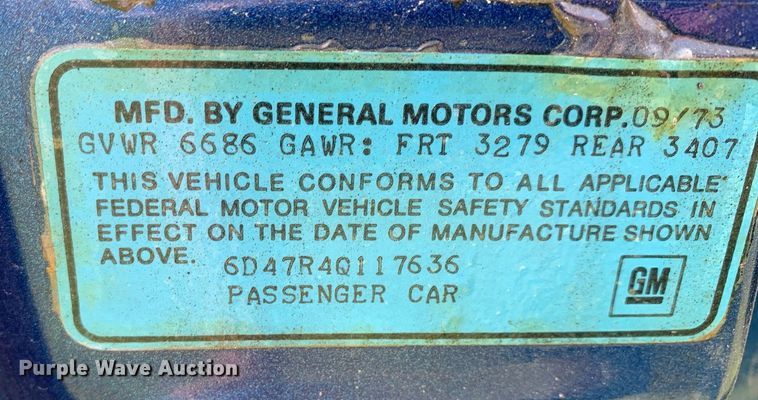 MFD. BY GENERAL MOTORS CORP. 09/73
GVWR 6686 GAWR: FRT 3279 REAR 3407
THIS VEHICLE CONFORMS TO ALL APPLICABLE
FEDERAL MOTOR VEHICLE SAFETY STANDARDS IN
EFFECT ON THE DATE OF MANUFACTURE SHOWN
ABOVE.
6D47R4Q117636
PASSENGER CAR
GM
Purple Wave Auction